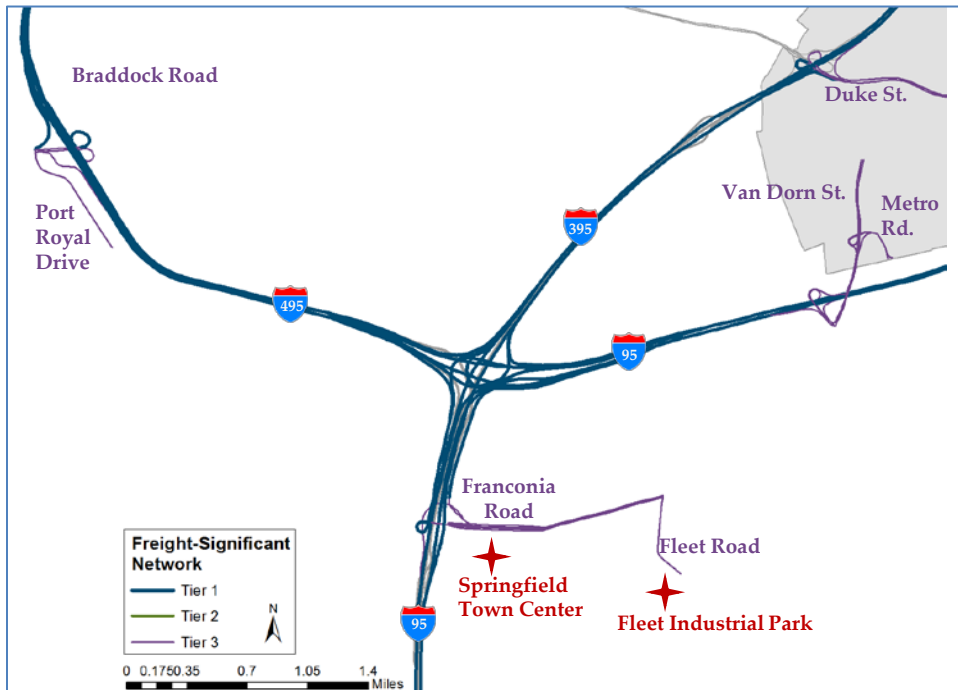 Braddock Road
Duke St.
Van Dorn St.
Metro
Rd.
Port
Royal
Drive
395
495
95
Franconia
Road
Fleet Road
Springfield
Town Center
Fleet Industrial Park
95
Freight-Significant
Network
Tier 1
Tier 2
Tier 3
N
0 0.1750.35 0.7 1.05 1.4
Miles